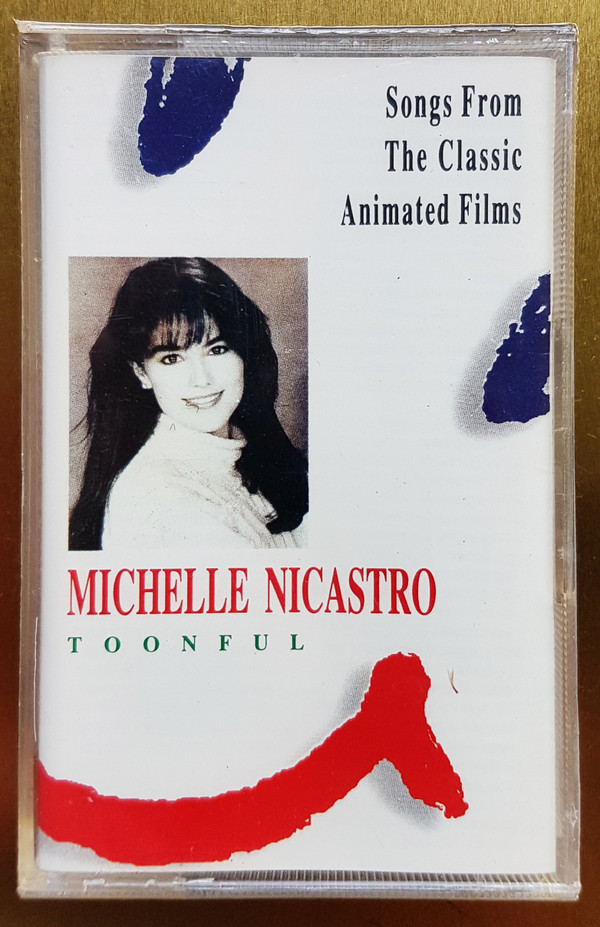 Songs From
The Classic
Animated Films
MICHELLE NICASTRO
TOONFUL